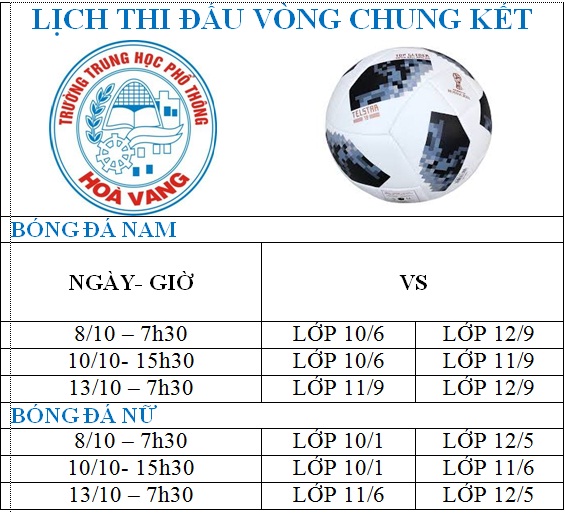 LỊCH THI ĐẤU VÒNG CHUNG KẾT
TRƯỜNG TRUNG HỌC PHỔ THÔNG
HOÀ VANG
TELSTAR
BÓNG ĐÁ NAM
NGÀY- GIỜ VS
8/10 – 7h30 LỚP 10/6 LỚP 12/9
10/10- 15h30 LỚP 10/6 LỚP 11/9
13/10 – 7h30 LỚP 11/9 LỚP 12/9
BÓNG ĐÁ NỮ
8/10 – 7h30 LỚP 10/1 LỚP 12/5
10/10- 15h30 LỚP 10/1 LỚP 11/6
13/10 – 7h30 LỚP 11/6 LỚP 12/5